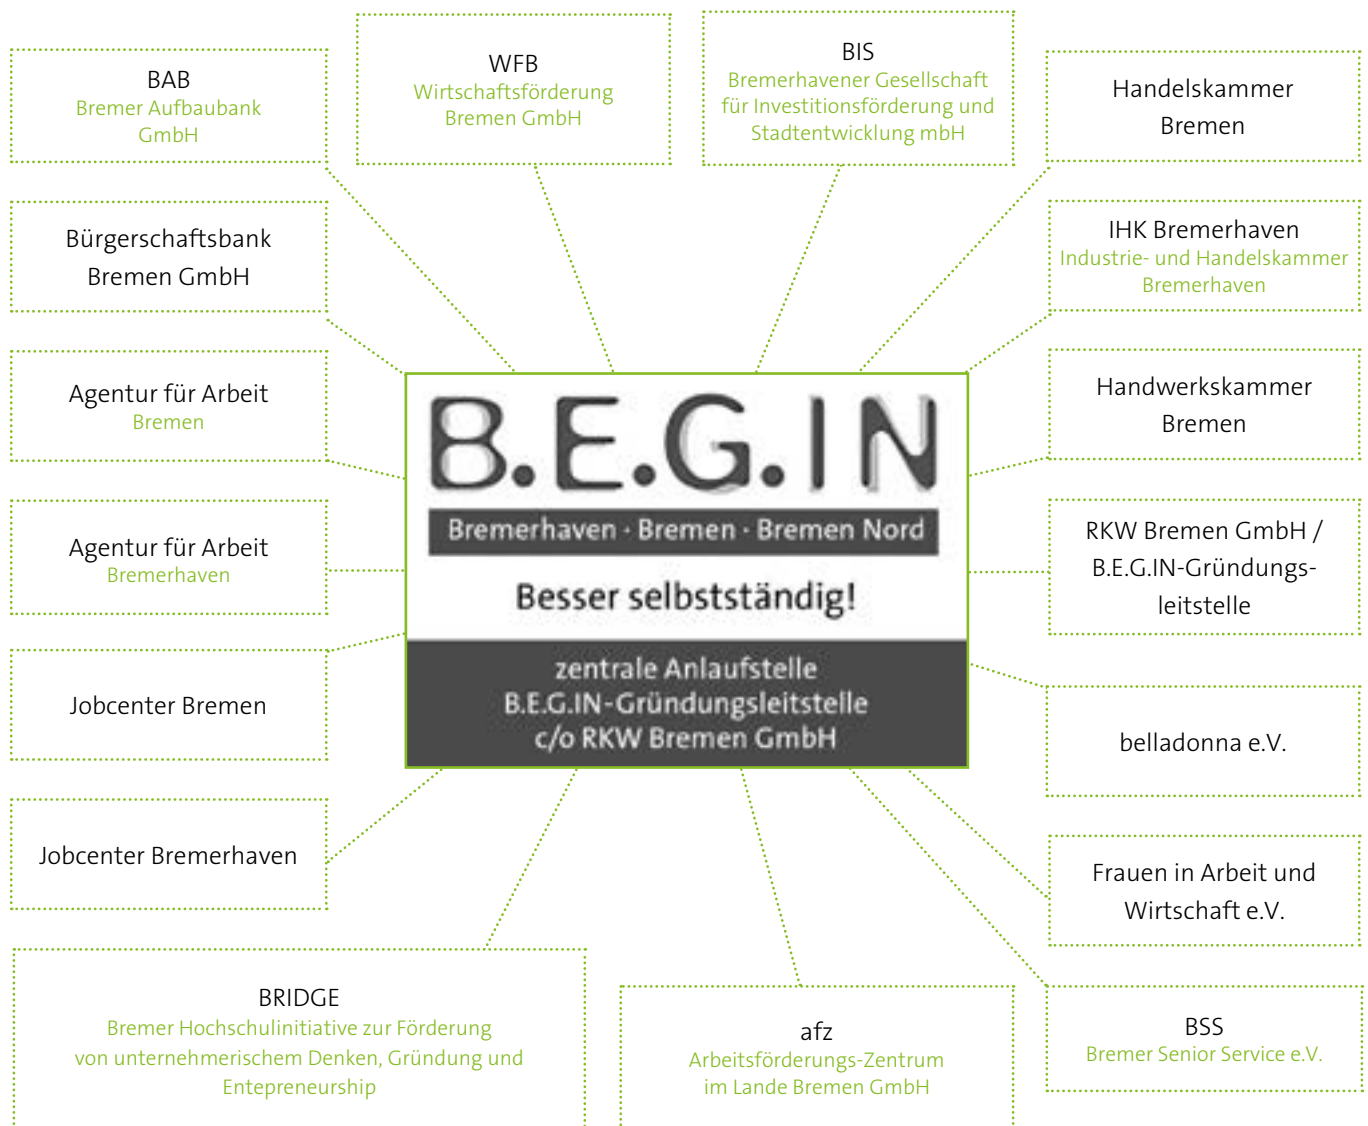 BAB
Bremer Aufbaubank
GmbH
WFB
Wirtschaftsförderung
Bremen GmbH
BIS
Bremerhavener Gesellschaft
für Investitionsförderung und
Stadtentwicklung mbH
Handelskammer
Bremen
Bürgerschaftsbank
Bremen GmbH
IHK Bremerhaven
Industrie- und Handelskammer
Bremerhaven
Agentur für Arbeit
Bremen
Handwerkskammer
Bremen
B.E.G.IN
Bremerhaven · Bremen · Bremen Nord
Besser selbstständig!
zentrale Anlaufstelle
B.E.G.IN-Gründungsleitstelle
c/o RKW Bremen GmbH
Agentur für Arbeit
Bremerhaven
RKW Bremen GmbH /
B.E.G.IN-Gründungs-
leitstelle
Jobcenter Bremen
belladonna e.V.
Jobcenter Bremerhaven
Frauen in Arbeit und
Wirtschaft e.V.
BRIDGE
Bremer Hochschulinitiative zur Förderung
von unternehmerischem Denken, Gründung und
Entepreneurship
afz
Arbeitsförderungs-Zentrum
im Lande Bremen GmbH
BSS
Bremer Senior Service e.V.